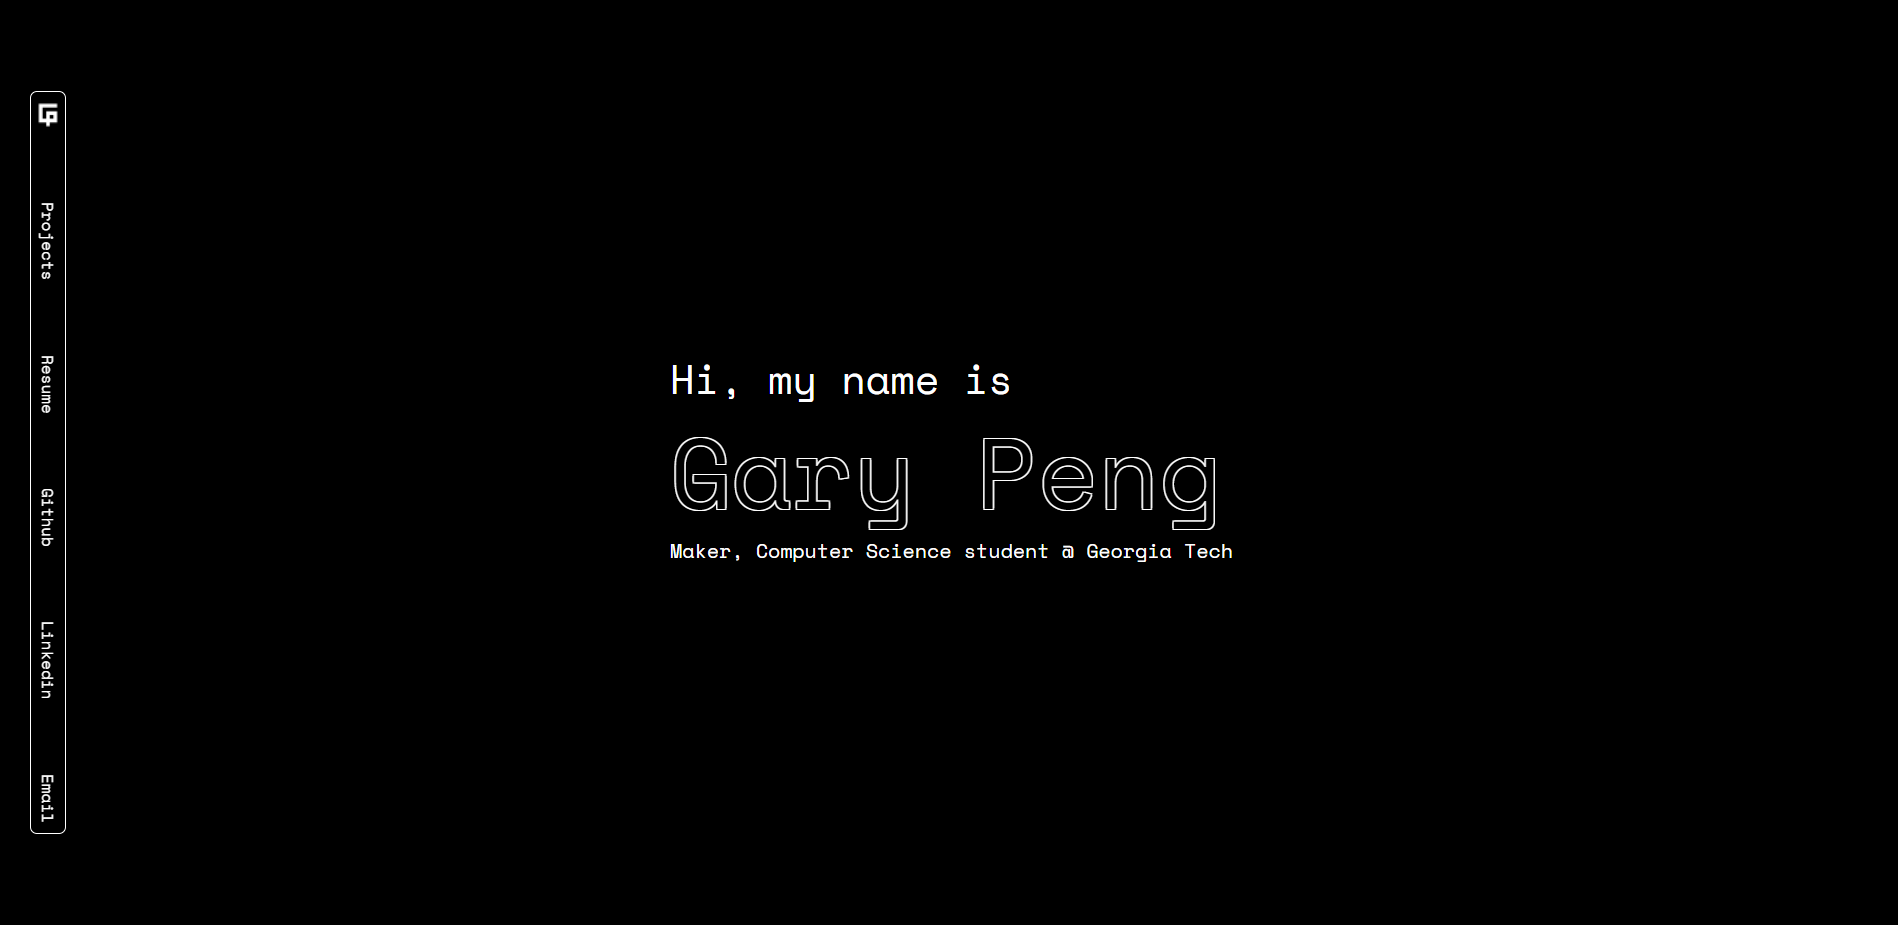 Projects
Resume
Github
Linkedin
Email
Hi, my name is
Gary Peng
Maker, Computer Science student @ Georgia Tech